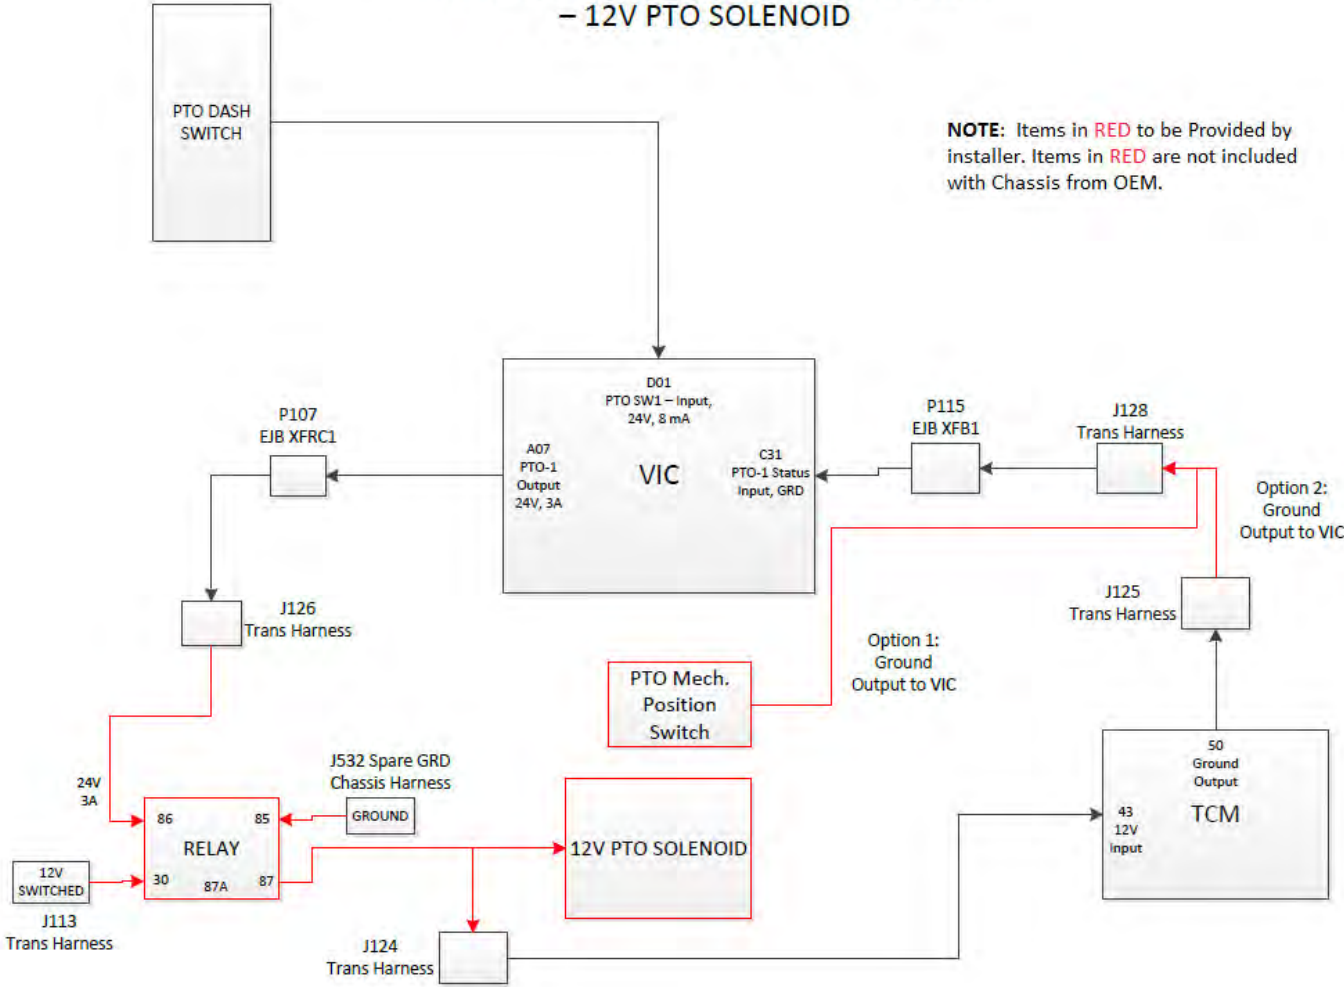 – 12V PTO SOLENOID
PTO DASH
SWITCH
NOTE: Items in RED to be Provided by
installer. Items in RED are not included
with Chassis from OEM.
D01
PTO SW1 – Input,
24V, 8 mA
VIC
A07
PTO-1
Output
24V, 3A
C31
PTO-1 Status
Input, GRD
P107
EJB XFRC1
P115
EJB XFB1
J128
Trans Harness
Option 2:
Ground
Output to VIC
J126
Trans Harness
J125
Trans Harness
Option 1:
Ground
Output to VIC
PTO Mech.
Position
Switch
50
Ground
Output
TCM
43
12V
Input
J532 Spare GRD
Chassis Harness
GROUND
24V
3A
86
85
RELAY
30
87A
87
12V PTO SOLENOID
12V
SWITCHED
J113
Trans Harness
J124
Trans Harness